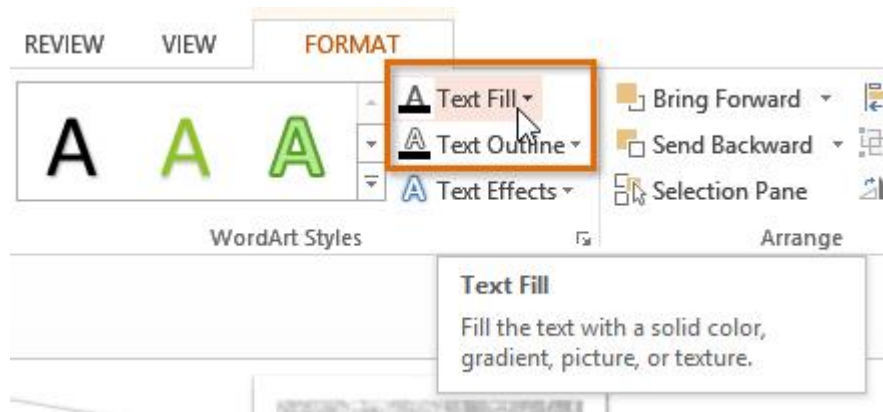 REVIEW VIEW FORMAT
A A A
A Text Fill
A Text Outline
A Text Effects
Bring Forward
Send Backward
Selection Pane
WordArt Styles
Arrange
Text Fill
Fill the text with a solid color,
gradient, picture, or texture.